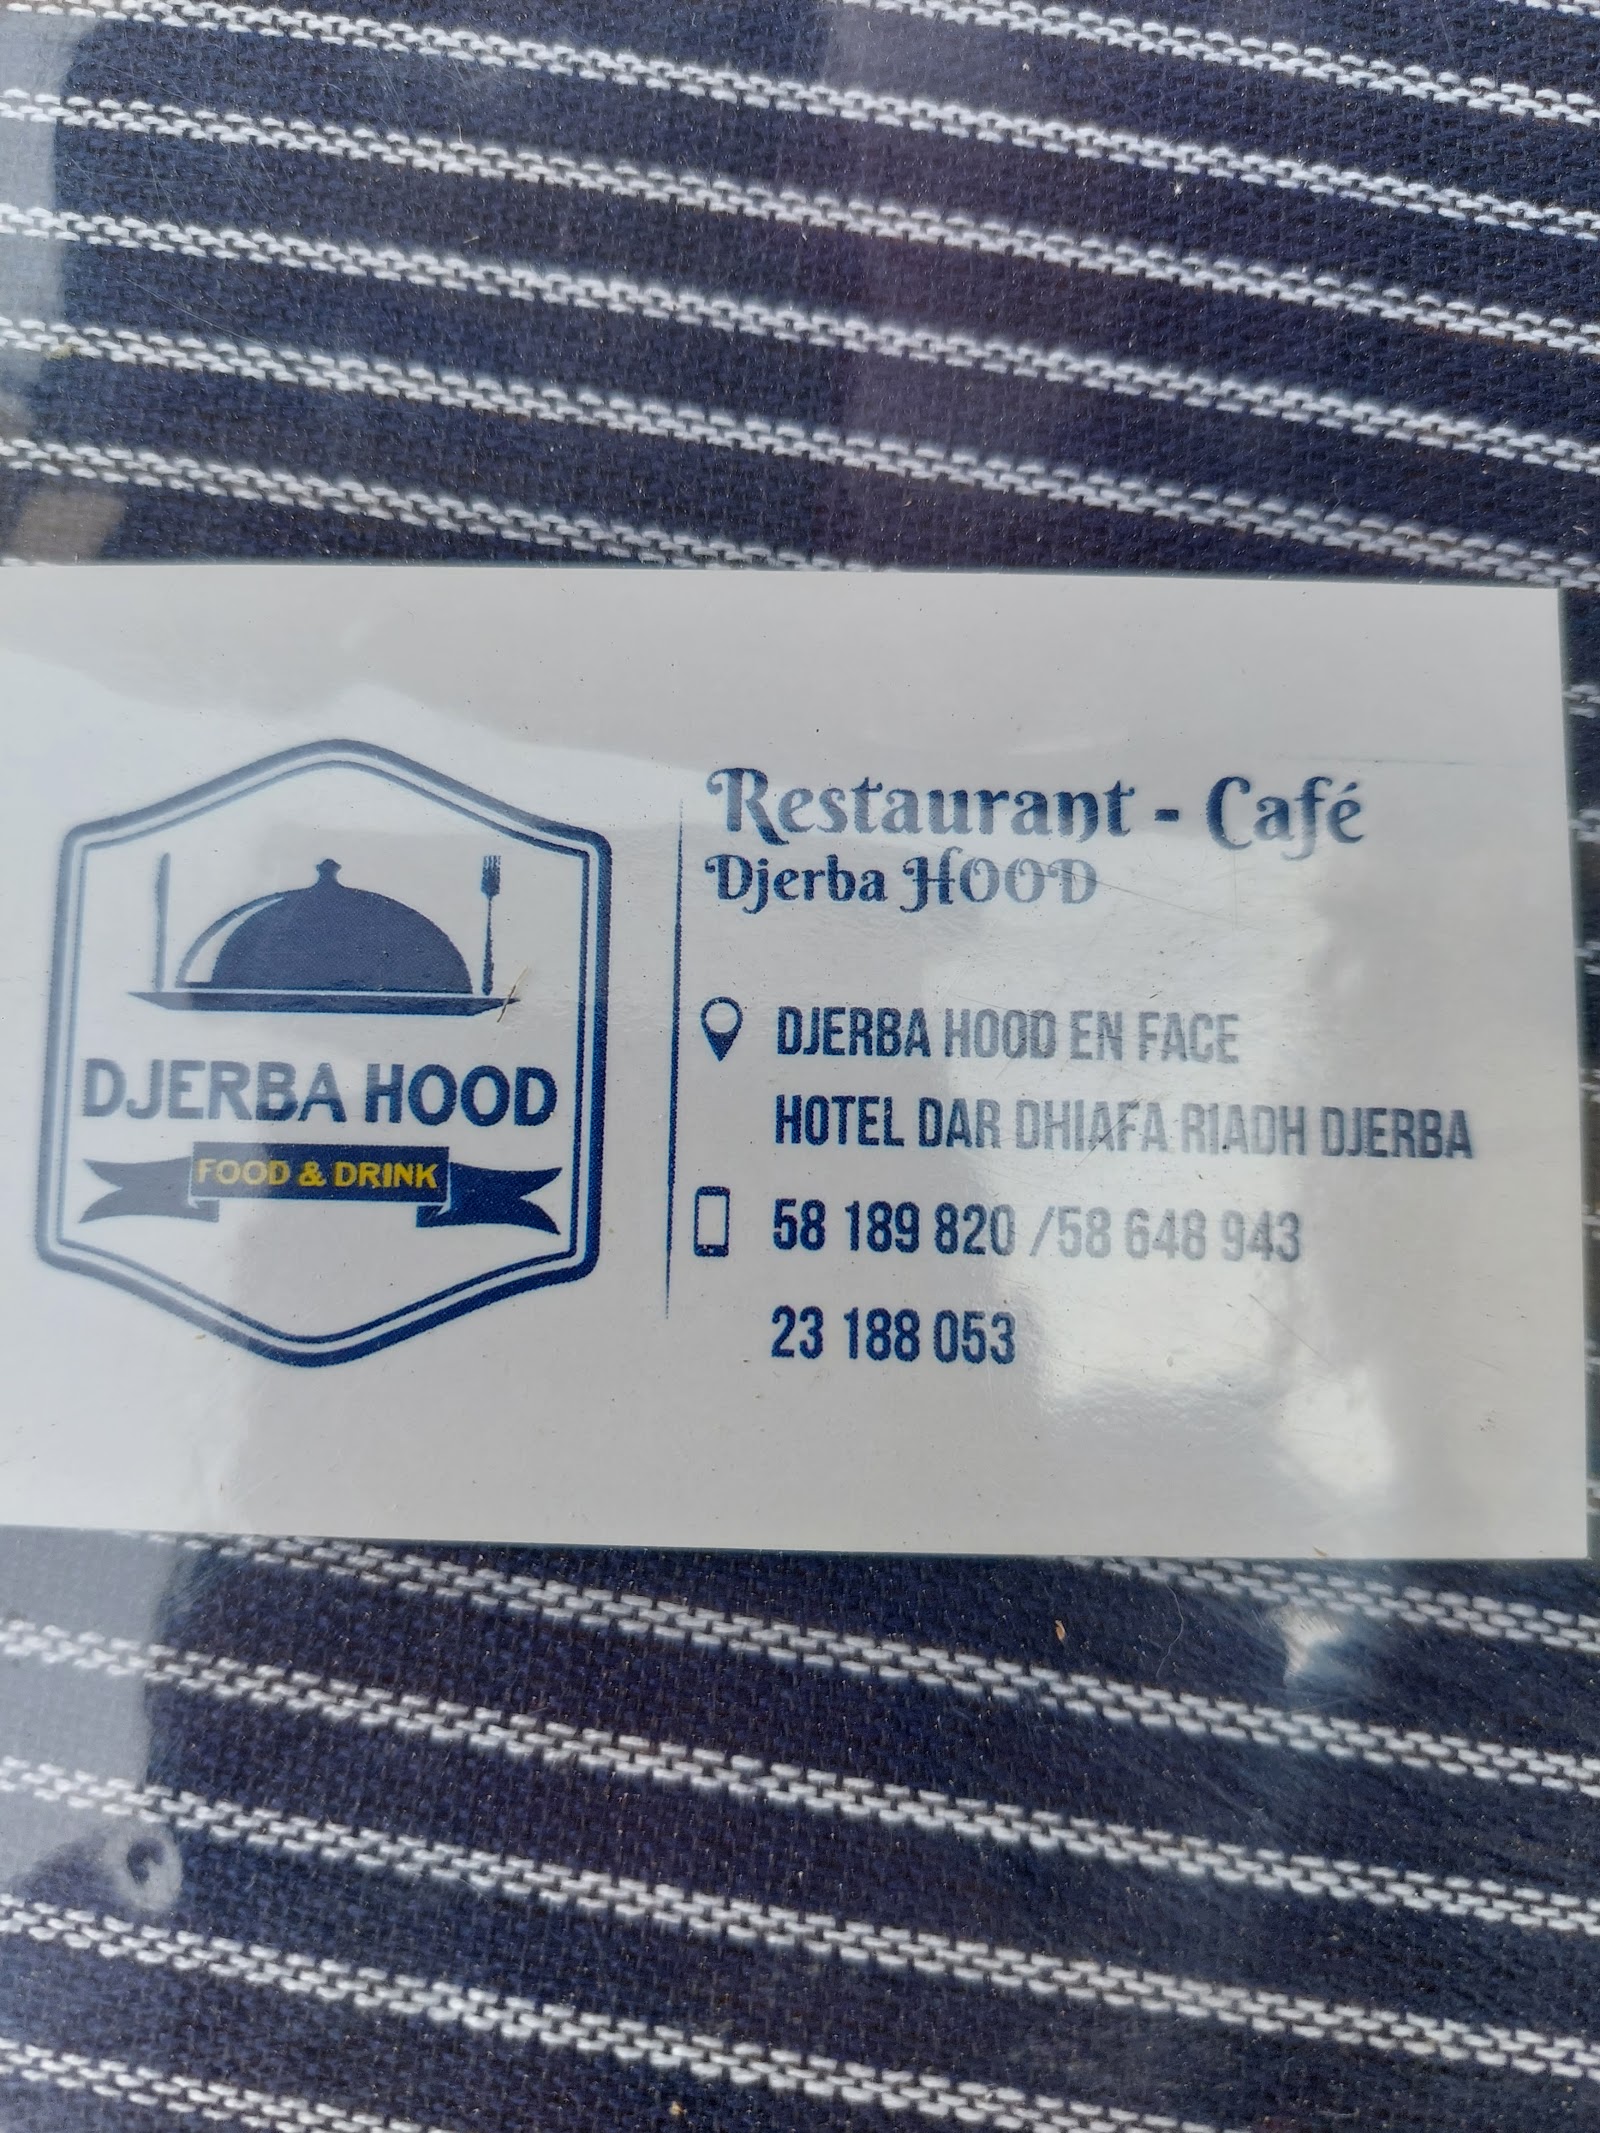 DJERBA HOOD
FOOD & DRINK
Restaurant - Café
Djerba HOOD
DJERBA HOOD EN FACE
HOTEL DAR DHIAFA RIADH DJERBA
58 189 820 /58 648 943
23 188 053